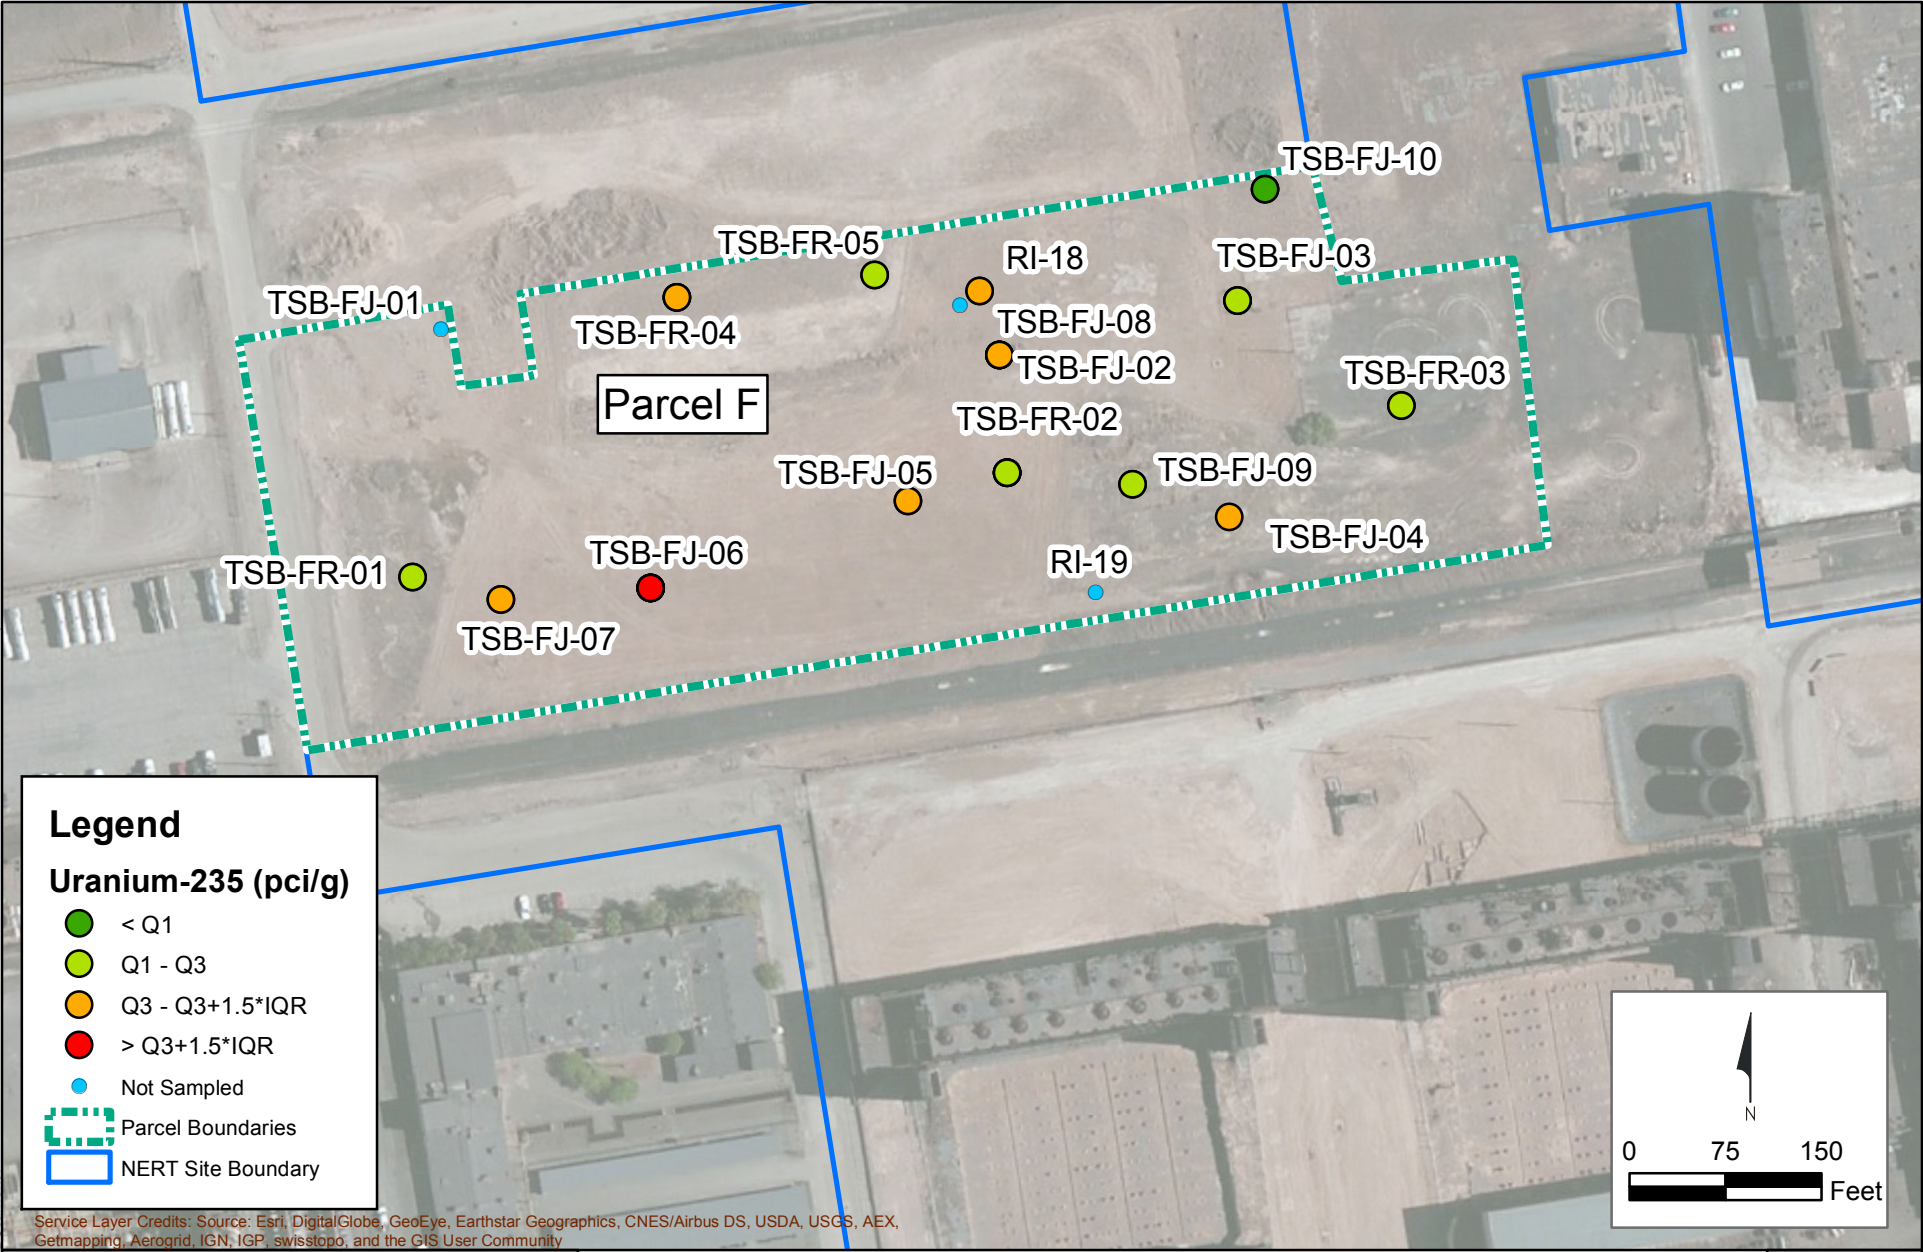 TSB-FJ-10
TSB-FR-05
TSB-FJ-03
RI-18
TSB-FJ-01
TSB-FR-04
TSB-FJ-08
TSB-FJ-02
TSB-FR-03
Parcel F
TSB-FR-02
TSB-FJ-05
TSB-FJ-09
TSB-FJ-04
TSB-FJ-06
RI-19
TSB-FR-01
TSB-FJ-07
Legend
Uranium-235 (pci/g)
< Q1
Q1 - Q3
Q3 - Q3+1.5*IQR
> Q3+1.5*IQR
Not Sampled
Parcel Boundaries
NERT Site Boundary
N
0 75 150
Feet
Service Layer Credits: Source: Esri, DigitalGlobe, GeoEye, Earthstar Geographics, CNES/Airbus DS, USDA, USGS, AEX,
Getmapping, Aerogrid, IGN, IGP, swisstopo, and the GIS User Community